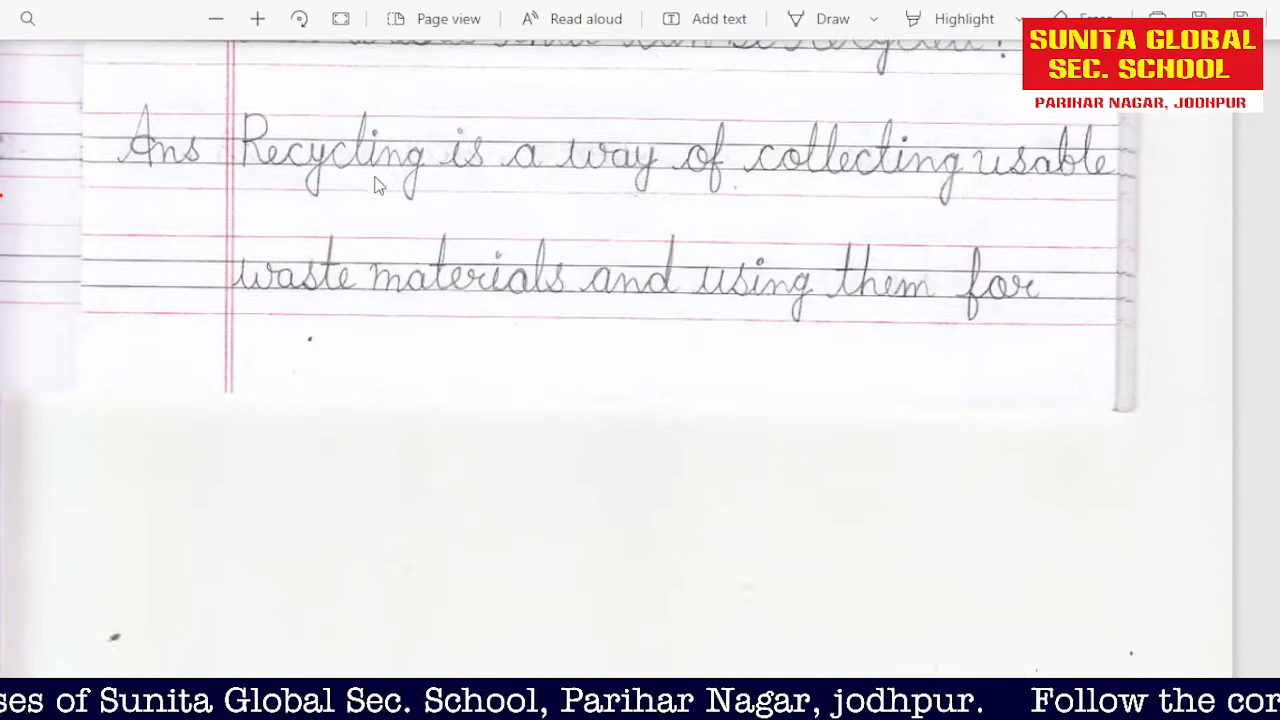 Page view
Read aloud
Add text
Draw
Highlight
Erase
SUNITA GLOBAL
SEC. SCHOOL
PARIHAR NAGAR, JODHPUR
Ans Recycling is a way of collecting usable
waste materials and using them for
ses of Sunita Global Sec. School, Parihar Nagar, jodhpur. Follow the cor